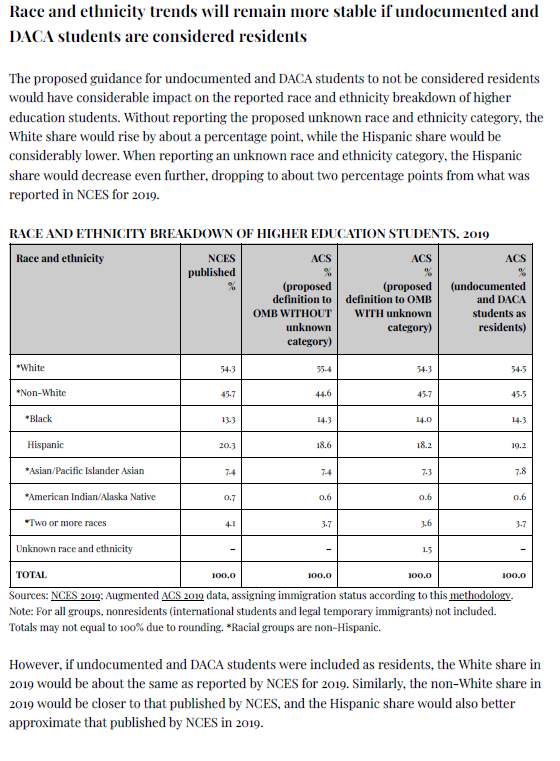 Race and ethnicity trends will remain more stable if undocumented and
DACA students are considered residents
The proposed guidance for undocumented and DACA students to not be considered residents
would have considerable impact on the reported race and ethnicity breakdown of higher
education students. Without reporting the proposed unknown race and ethnicity category, the
White share would rise by about a percentage point, while the Hispanic share would be
considerably lower. When reporting an unknown race and ethnicity category, the Hispanic
share would decrease even further, dropping to about two percentage points from what was
reported in NCES for 2019.
RACE AND ETHNICITY BREAKDOWN OF HIGHER EDUCATION STUDENTS, 2019
Race and ethnicity NCES published % ACS % (proposed definition to OMB WITHOUT unknown category) ACS % (proposed definition to OMB WITH unknown category) ACS % (undocumented and DACA students as residents)
*White 54.3 55.4 54.3 54.5
*Non-White 45.7 44.6 45.7 45.5
*Black 13.3 14.3 14.0 14.3
Hispanic 20.3 18.6 18.2 19.2
*Asian/Pacific Islander Asian 7.4 7.4 7.3 7.8
*American Indian/Alaska Native 0.7 0.6 0.6 0.6
*Two or more races 4.1 3.7 3.6 3.7
Unknown race and ethnicity – – 1.5 –
TOTAL 100.0 100.0 100.0 100.0
Sources: NCES 2019; Augmented ACS 2019 data, assigning immigration status according to this methodology.
Note: For all groups, nonresidents (international students and legal temporary immigrants) not included.
Totals may not equal to 100% due to rounding. *Racial groups are non-Hispanic.
However, if undocumented and DACA students were included as residents, the White share in
2019 would be about the same as reported by NCES for 2019. Similarly, the non-White share in
2019 would be closer to that published by NCES, and the Hispanic share would also better
approximate that published by NCES in 2019.